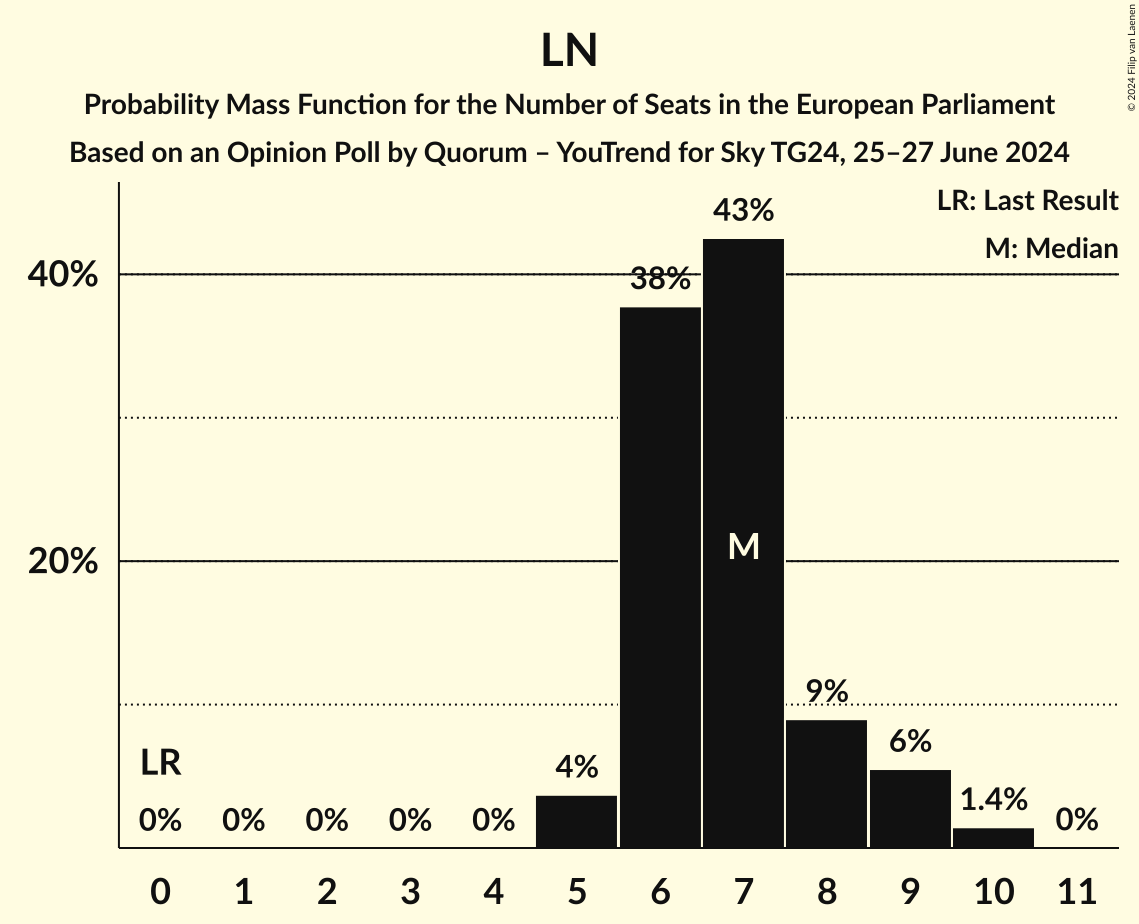 LN
Probability Mass Function for the Number of Seats in the European Parliament
Based on an Opinion Poll by Quorum – YouTrend for Sky TG24, 25–27 June 2024
© 2024 Filip van Laenen
LR: Last Result
M: Median
43%
40%
38%
20%
M
9%
6%
LR
4%
1.4%
0% 0% 0% 0% 0% 0%
0 1 2 3 4 5 6 7 8 9 10 11